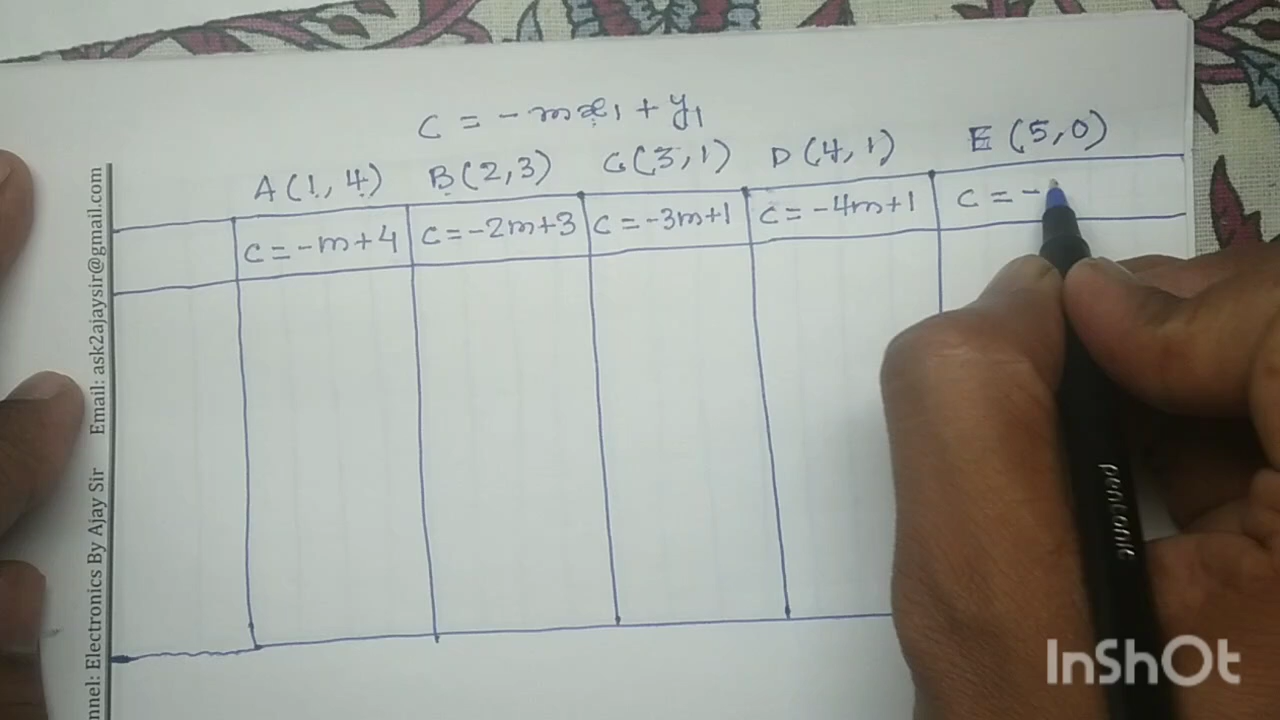 c = - mx₁ + y₁
A (1, 4) B (2, 3) C (3, 1) D (4, 1) E (5, 0)
c = -m+4 c = -2m+3 c = -3m+1 c = -4m+1 c = -
nnel: Electronics By Ajay Sir Email: ask2ajaysir@gmail.com
pentonic
InShOt